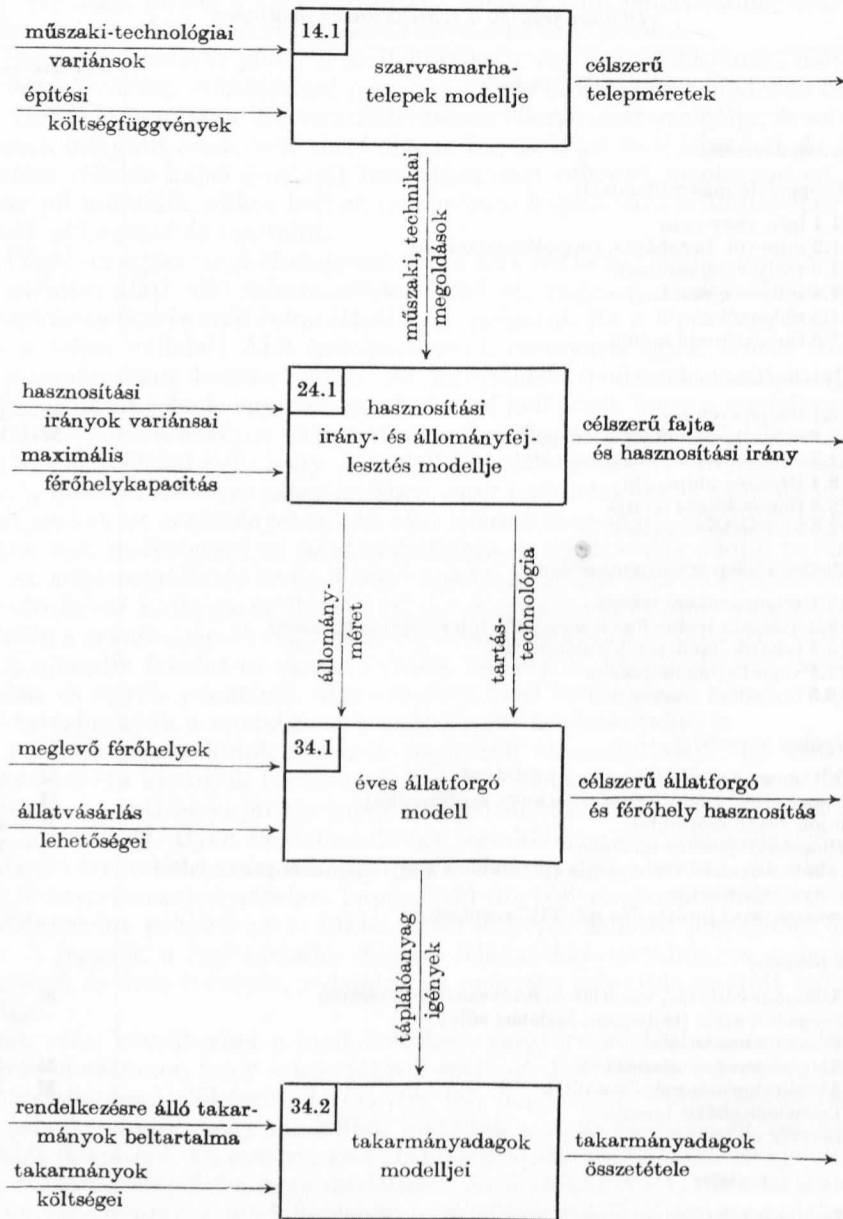 műszaki-technológiai
variánsok
építési
költségfüggvények
14.1
szarvasmarha-
telepek modellje
célszerű
telepméretek
műszaki, technikai
megoldások
hasznosítási
irányok variánsai
maximális
férőhelykapacitás
24.1
hasznosítási
irány- és állományfej-
lesztés modellje
célszerű fajta
és hasznosítási irány
állomány-
méret
tartás-
technológia
meglevő férőhelyek
állatvásárlás
lehetőségei
34.1
éves állatforgó
modell
célszerű állatforgó
és férőhely hasznosítás
táplálóanyag
igények
rendelkezésre álló takar-
mányok beltartalma
takarmányok
költségei
34.2
takarmányadagok
modelljei
takarmányadagok
összetétele